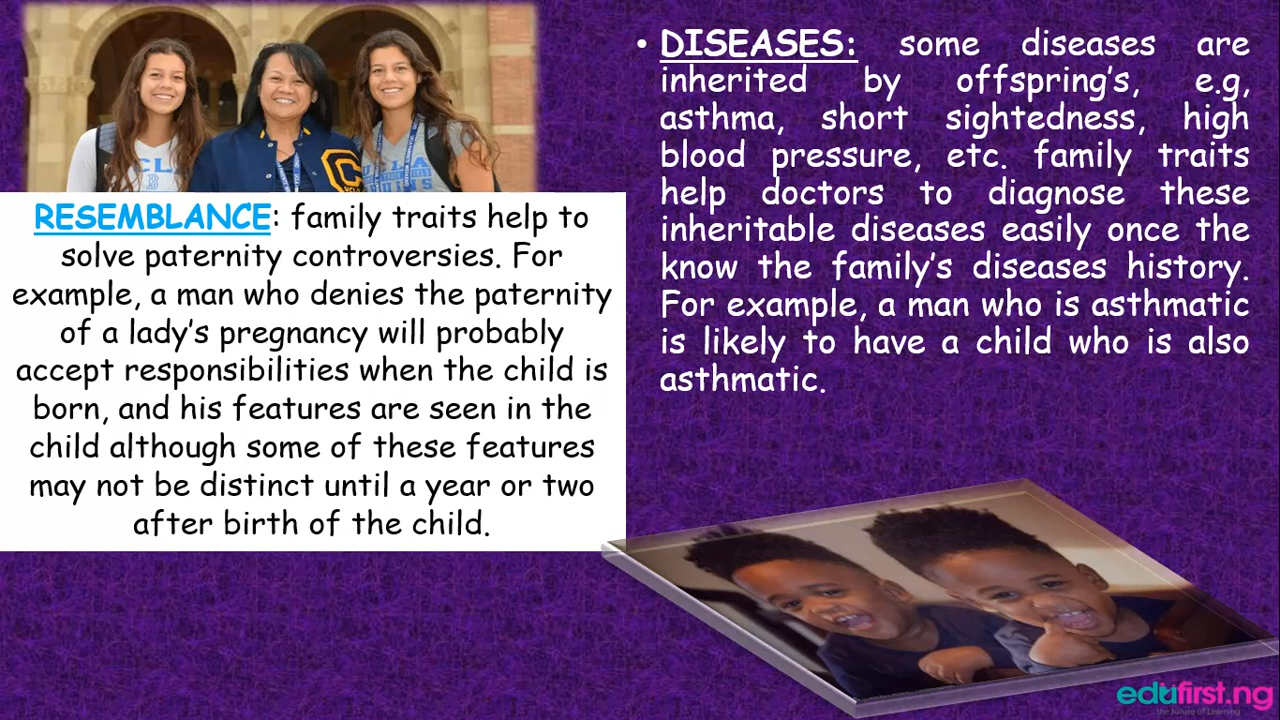 RESEMBLANCE: family traits help to
solve paternity controversies. For
example, a man who denies the paternity
of a lady's pregnancy will probably
accept responsibilities when the child is
born, and his features are seen in the
child although some of these features
may not be distinct until a year or two
after birth of the child.
• DISEASES: some diseases are
inherited by offspring's, e.g,
asthma, short sightedness, high
blood pressure, etc. family traits
help doctors to diagnose these
inheritable diseases easily once the
know the family's diseases history.
For example, a man who is asthmatic
is likely to have a child who is also
asthmatic.
edufirst.ng
...the future of Learning